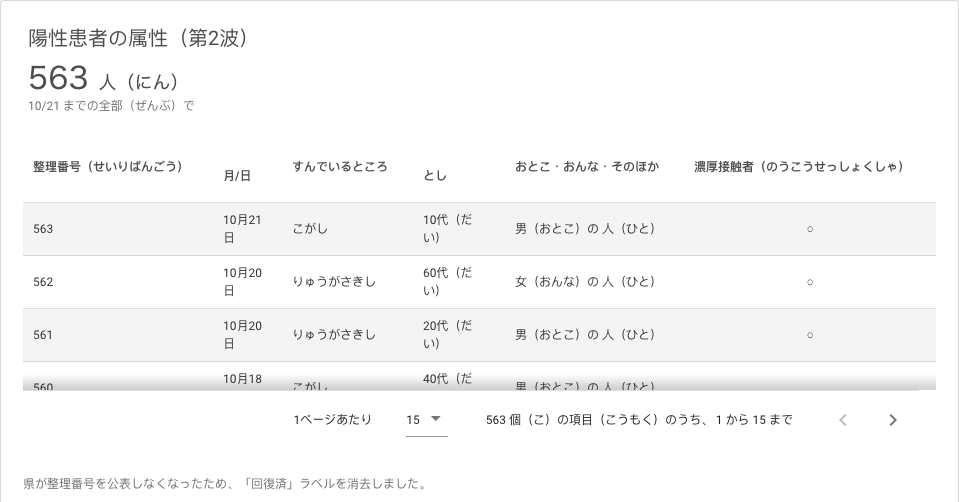 陽性患者の属性（第2波）
563 人（にん）
10/21 までの全部（ぜんぶ）で
整理番号（せいりばんごう） 月/日 すんでいるところ とし おとこ・おんな・そのほか 濃厚接触者（のうこうせっしょくしゃ）
563 10月21日 こがし 10代（だい） 男（おとこ）の 人（ひと） ○
562 10月20日 りゅうがさきし 60代（だい） 女（おんな）の 人（ひと） ○
561 10月20日 りゅうがさきし 20代（だい） 男（おとこ）の 人（ひと） ○
560 10月18 こがし 40代（だ 男（おとこ）の 人（ひと）
1ページあたり 15 563 個（こ）の項目（こうもく）のうち、1 から 15 まで
県が整理番号を公表しなくなったため、「回復済」ラベルを消去しました。